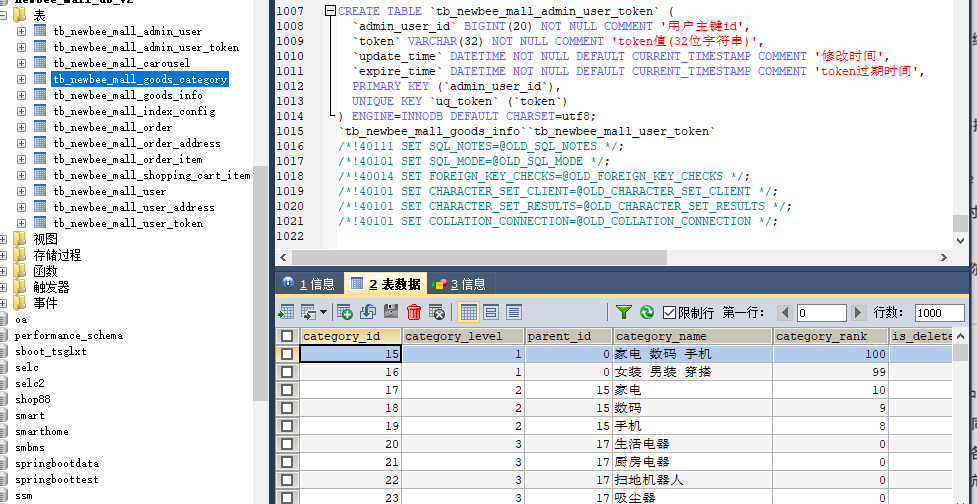 newbee_mall_db_v2
表
tb_newbee_mall_admin_user
tb_newbee_mall_admin_user_token
tb_newbee_mall_carousel
tb_newbee_mall_goods_category
tb_newbee_mall_goods_info
tb_newbee_mall_index_config
tb_newbee_mall_order
tb_newbee_mall_order_address
tb_newbee_mall_order_item
tb_newbee_mall_shopping_cart_item
tb_newbee_mall_user
tb_newbee_mall_user_address
tb_newbee_mall_user_token
视图
存储过程
函数
触发器
事件
oa
performance_schema
sboot_tsglxt
selc
selc2
shop88
smart
smarthome
smbms
springbootdata
springboottest
ssm
1007 CREATE TABLE `tb_newbee_mall_admin_user_token` (
1008 `admin_user_id` BIGINT(20) NOT NULL COMMENT '用户主键id',
1009 `token` VARCHAR(32) NOT NULL COMMENT 'token值(32位字符串)',
1010 `update_time` DATETIME NOT NULL DEFAULT CURRENT_TIMESTAMP COMMENT '修改时间',
1011 `expire_time` DATETIME NOT NULL DEFAULT CURRENT_TIMESTAMP COMMENT 'token过期时间',
1012 PRIMARY KEY (`admin_user_id`),
1013 UNIQUE KEY `uq_token` (`token`)
1014 ) ENGINE=INNODB DEFAULT CHARSET=utf8;
1015 `tb_newbee_mall_goods_info``tb_newbee_mall_user_token`
1016 /*!40111 SET SQL_NOTES=@OLD_SQL_NOTES */;
1017 /*!40101 SET SQL_MODE=@OLD_SQL_MODE */;
1018 /*!40014 SET FOREIGN_KEY_CHECKS=@OLD_FOREIGN_KEY_CHECKS */;
1019 /*!40101 SET CHARACTER_SET_CLIENT=@OLD_CHARACTER_SET_CLIENT */;
1020 /*!40101 SET CHARACTER_SET_RESULTS=@OLD_CHARACTER_SET_RESULTS */;
1021 /*!40101 SET COLLATION_CONNECTION=@OLD_COLLATION_CONNECTION */;
1022
1 信息 2 表数据 3 信息
限制行 第一行: 0 行数: 1000
category_id category_level parent_id category_name category_rank is_delete
15 1 0 家电 数码 手机 100
16 1 0 女装 男装 穿搭 99
17 2 15 家电 10
18 2 15 数码 9
19 2 15 手机 8
20 3 17 生活电器 0
21 3 17 厨房电器 0
22 3 17 扫地机器人 0
23 3 17 吸尘器 0